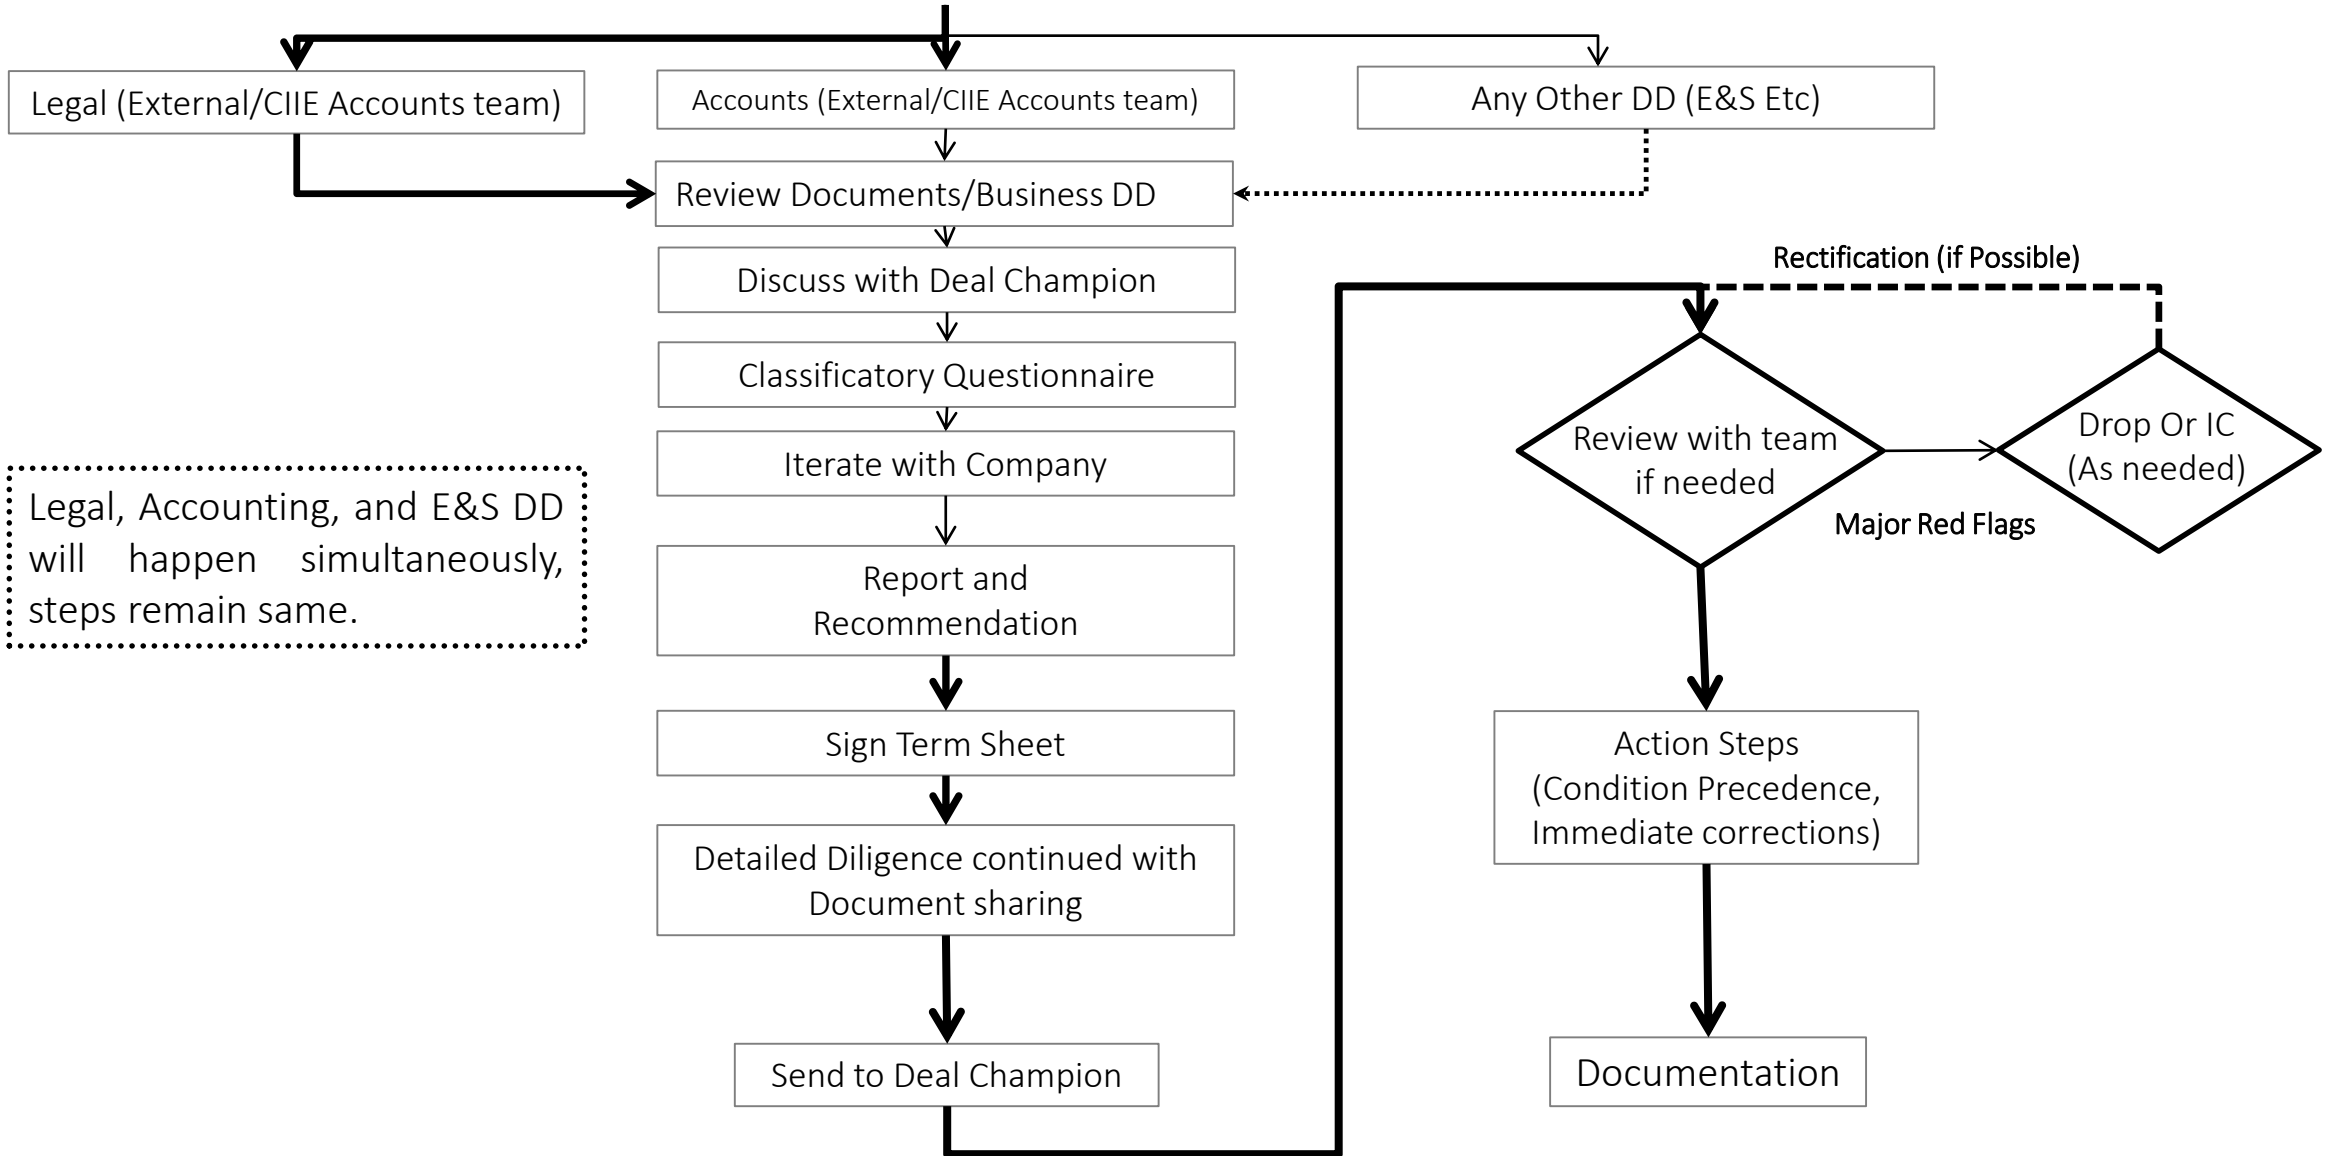 Legal (External/CIIE Accounts team)
Accounts (External/CIIE Accounts team)
Any Other DD (E&S Etc)
Review Documents/Business DD
Discuss with Deal Champion
Classificatory Questionnaire
Iterate with Company
Report and
Recommendation
Sign Term Sheet
Detailed Diligence continued with
Document sharing
Send to Deal Champion
Legal, Accounting, and E&S DD
will happen simultaneously,
steps remain same.
Rectification (if Possible)
Review with team
if needed
Drop Or IC
(As needed)
Major Red Flags
Action Steps
(Condition Precedence,
Immediate corrections)
Documentation